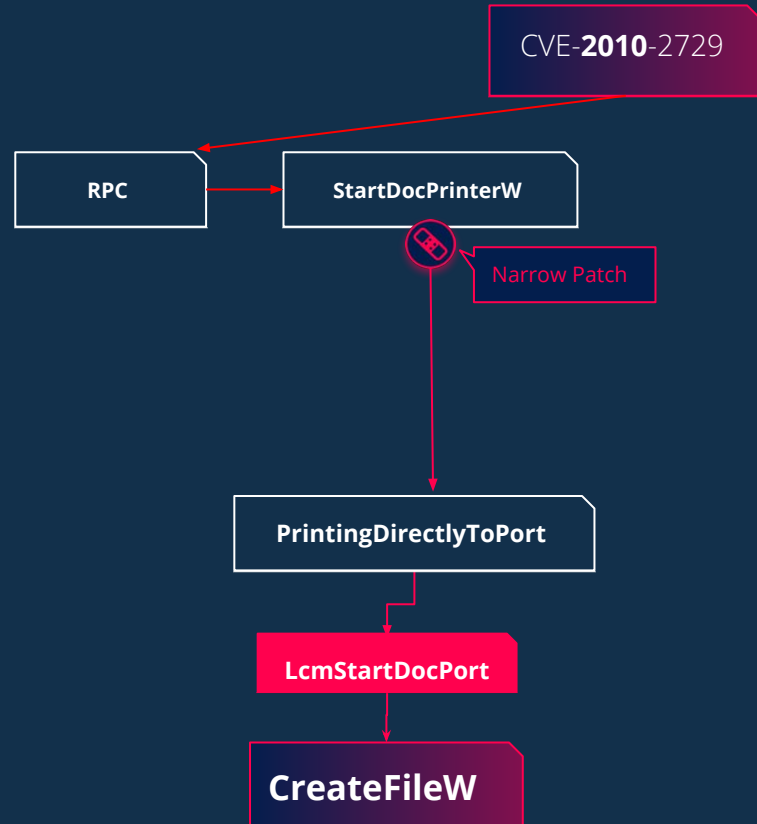 CVE-2010-2729
RPC
StartDocPrinterW
Narrow Patch
PrintingDirectlyToPort
LcmStartDocPort
CreateFileW